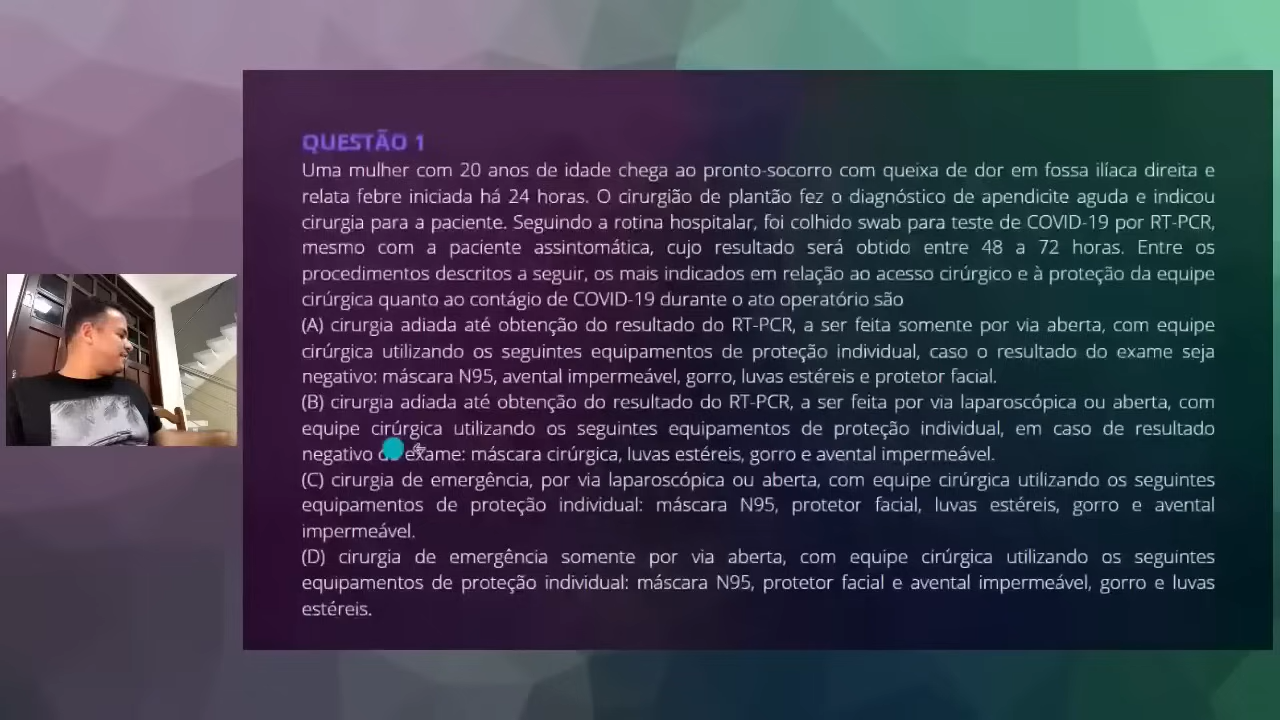 QUESTÃO 1
Uma mulher com 20 anos de idade chega ao pronto-socorro com queixa de dor em fossa ilíaca direita e
relata febre iniciada há 24 horas. O cirurgião de plantão fez o diagnóstico de apendicite aguda e indicou
cirurgia para a paciente. Seguindo a rotina hospitalar, foi colhido swab para teste de COVID-19 por RT-PCR,
mesmo com a paciente assintomática, cujo resultado será obtido entre 48 a 72 horas. Entre os
procedimentos descritos a seguir, os mais indicados em relação ao acesso cirúrgico e à proteção da equipe
cirúrgica quanto ao contágio de COVID-19 durante o ato operatório são
(A) cirurgia adiada até obtenção do resultado do RT-PCR, a ser feita somente por via aberta, com equipe
cirúrgica utilizando os seguintes equipamentos de proteção individual, caso o resultado do exame seja
negativo: máscara N95, avental impermeável, gorro, luvas estéreis e protetor facial.
(B) cirurgia adiada até obtenção do resultado do RT-PCR, a ser feita por via laparoscópica ou aberta, com
equipe cirúrgica utilizando os seguintes equipamentos de proteção individual, em caso de resultado
negativo exame: máscara cirúrgica, luvas estéreis, gorro e avental impermeável.
(C) cirurgia de emergência, por via laparoscópica ou aberta, com equipe cirúrgica utilizando os seguintes
equipamentos de proteção individual: máscara N95, protetor facial, luvas estéreis, gorro e avental
impermeável.
(D) cirurgia de emergência somente por via aberta, com equipe cirúrgica utilizando os seguintes
equipamentos de proteção individual: máscara N95, protetor facial e avental impermeável, gorro e luvas
estéreis.